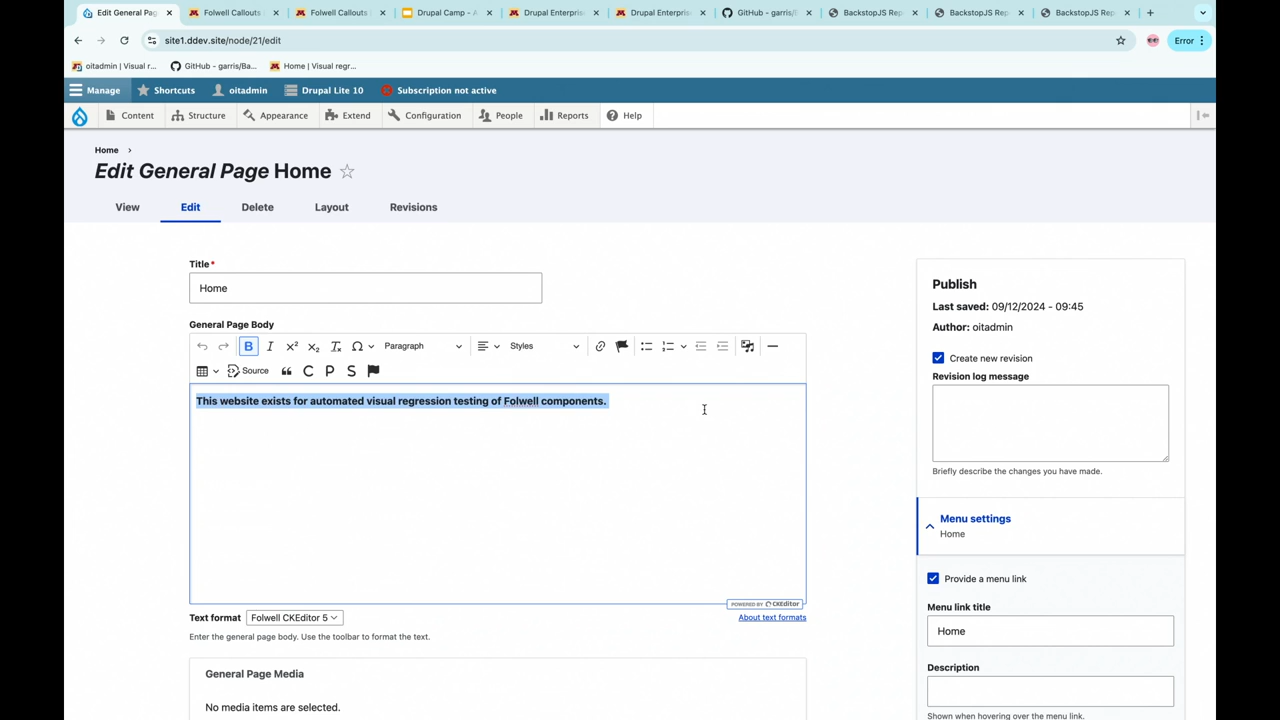 Edit General Pag
Folwell Callouts
Folwell Callouts
Drupal Camp - A
Drupal Enterpris
Drupal Enterpris
GitHub - garris/B
BackstopJS Rep
BackstopJS Rep
BackstopJS Rep
site1.ddev.site/node/21/edit
Error
oitadmin | Visual r...
GitHub - garris/Ba...
Home | Visual regr...
Manage
Shortcuts
oitadmin
Drupal Lite 10
Subscription not active
Content
Structure
Appearance
Extend
Configuration
People
Reports
Help
Home
Edit General Page Home
View
Edit
Delete
Layout
Revisions
Title*
Home
General Page Body
B I X² X₂ Tx Ω Paragraph Styles
Source C P S
This website exists for automated visual regression testing of Folwell components.
POWERED BY CKEditor
Text format Folwell CKEditor 5
About text formats
Enter the general page body. Use the toolbar to format the text.
General Page Media
No media items are selected.
Publish
Last saved: 09/12/2024 - 09:45
Author: oitadmin
Create new revision
Revision log message
Briefly describe the changes you have made.
Menu settings
Home
Provide a menu link
Menu link title
Home
Description
Shown when hovering over the menu link.